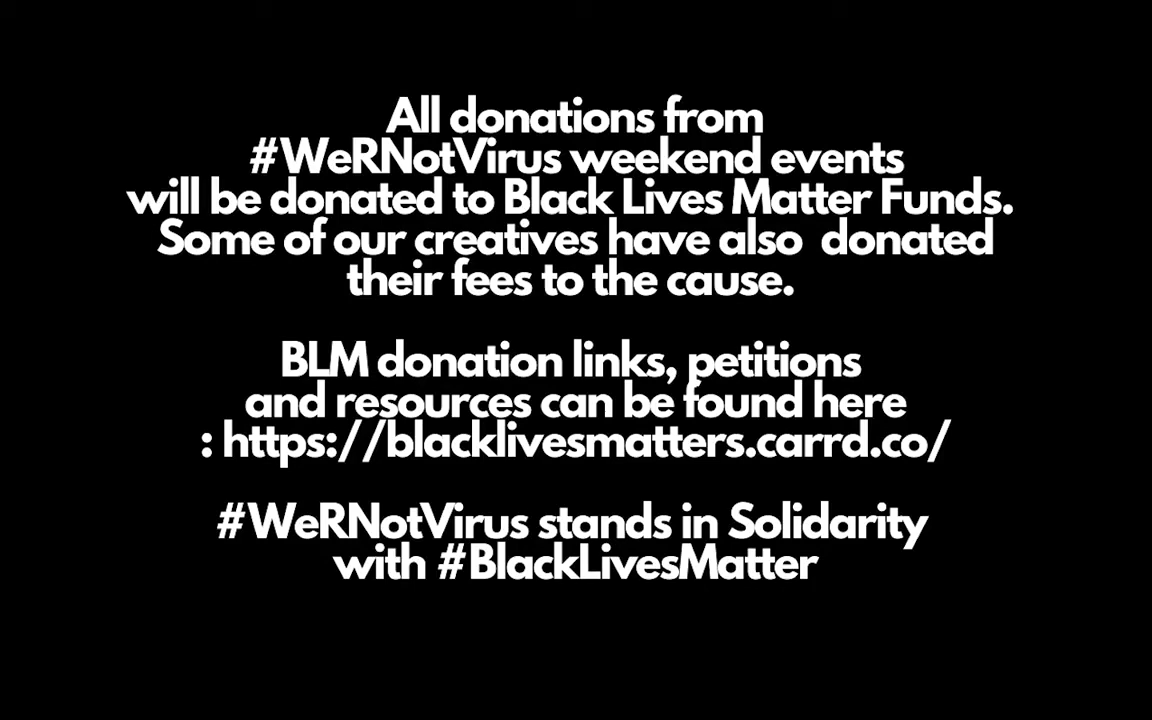 All donations from
#WeRNotVirus weekend events
will be donated to Black Lives Matter Funds.
Some of our creatives have also  donated
their fees to the cause.
BLM donation links, petitions
and resources can be found here
: https://blacklivesmatters.carrd.co/
#WeRNotVirus stands in Solidarity
with #BlackLivesMatter